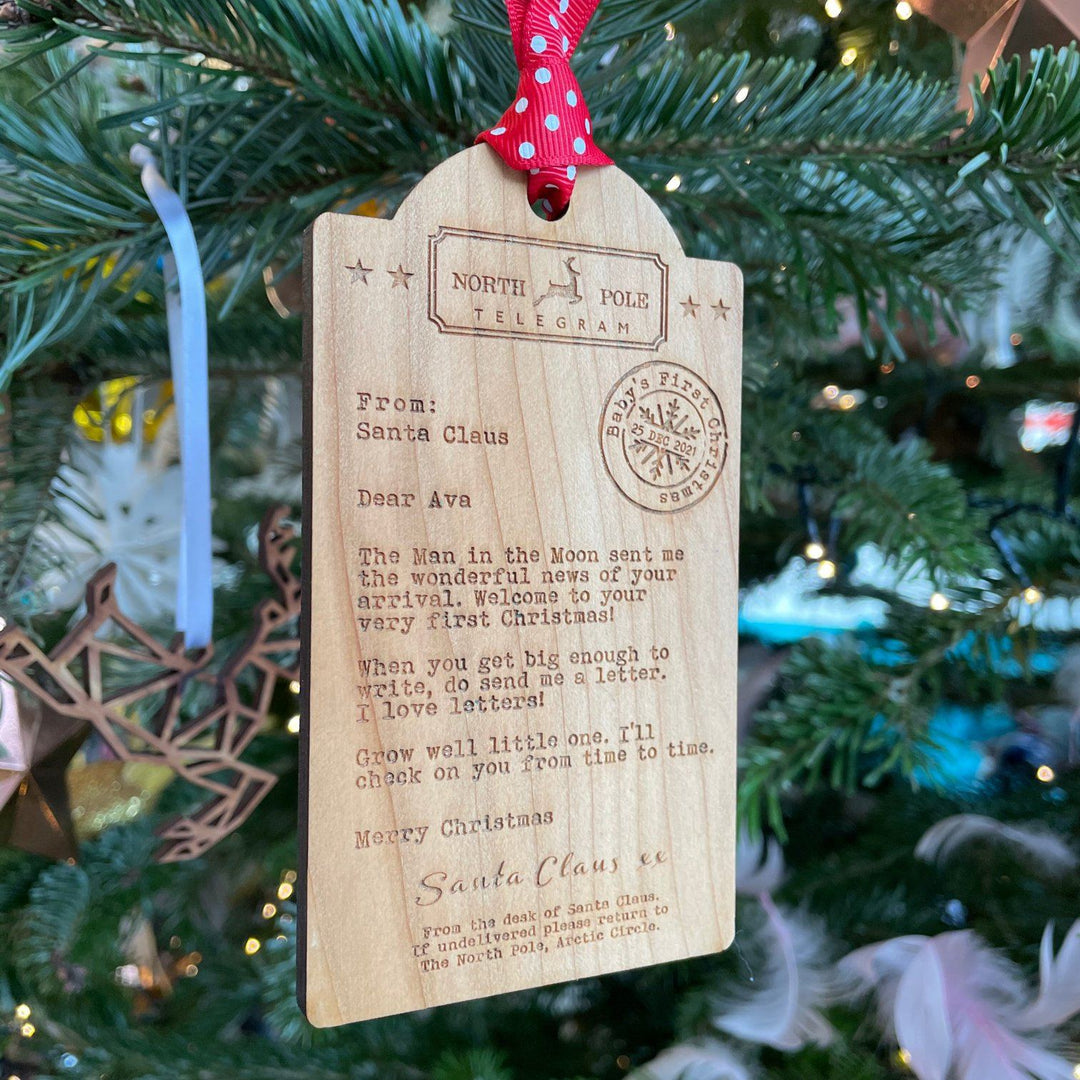 NORTH POLE
TELEGRAM
Baby's First Christmas
25 DEC 2021
From:
Santa Claus
Dear Ava
The Man in the Moon sent me
the wonderful news of your
arrival. Welcome to your
very first Christmas!
When you get big enough to
write, do send me a letter.
I love letters!
Grow well little one. I'll
check on you from time to time.
Merry Christmas
Santa Claus xx
From the desk of Santa Claus.
If undelivered please return to
The North Pole, Arctic Circle.